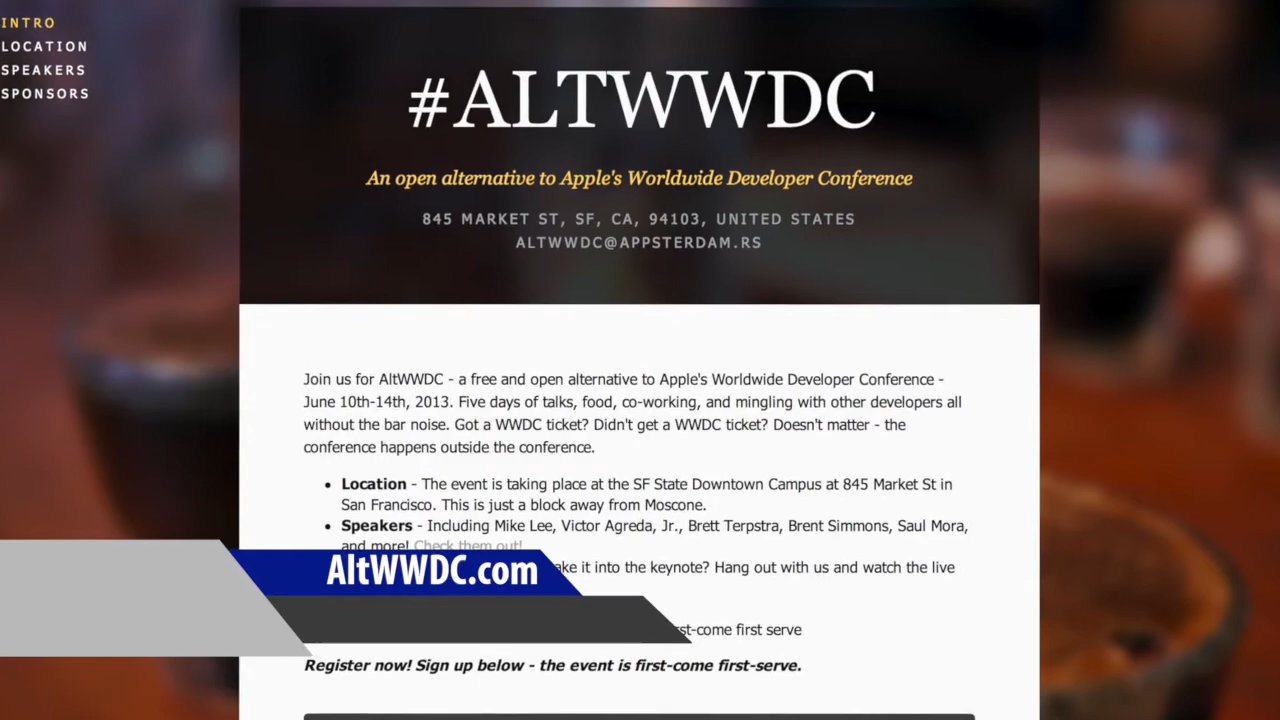 INTRO
LOCATION
SPEAKERS
SPONSORS
#ALTWWDC
An open alternative to Apple's Worldwide Developer Conference
845 MARKET ST, SF, CA, 94103, UNITED STATES
ALTWWDC@APPSTERDAM.RS
Join us for AltWWDC - a free and open alternative to Apple's Worldwide Developer Conference -
June 10th-14th, 2013. Five days of talks, food, co-working, and mingling with other developers all
without the bar noise. Got a WWDC ticket? Didn't get a WWDC ticket? Doesn't matter - the
conference happens outside the conference.
• Location - The event is taking place at the SF State Downtown Campus at 845 Market St in
San Francisco. This is just a block away from Moscone.
• Speakers - Including Mike Lee, Victor Agreda, Jr., Brett Terpstra, Brent Simmons, Saul Mora,
and more! Check them out!
AltWWDC.com
it into the keynote? Hang out with us and watch the live
first serve
Register now! Sign up below - the event is first-come first-serve.